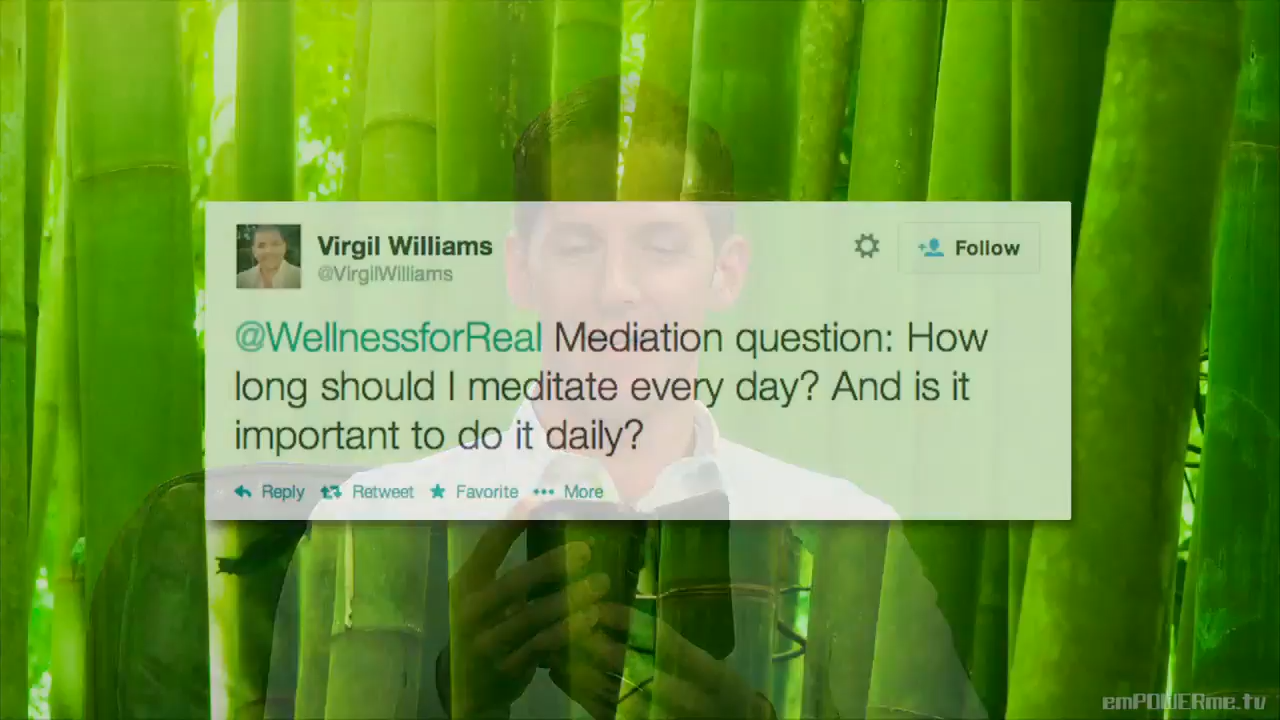 Virgil Williams
@VirgilWilliams
Follow
@WellnessforReal Mediation question: How
long should I meditate every day? And is it
important to do it daily?
Reply Retweet Favorite More
emPOWERme.tv